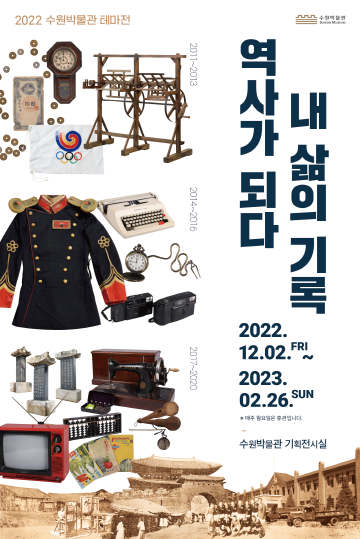 2022 수원박물관 테마전
수원박물관
SUWON MUSEUM
내 삶의 기록
역사가 되다
2011~2013
2014~2016
2017~2020
2022.
12.02.FRI~
2023.
02.26.SUN
※ 매주 월요일은 휴관입니다.
수원박물관 기획전시실